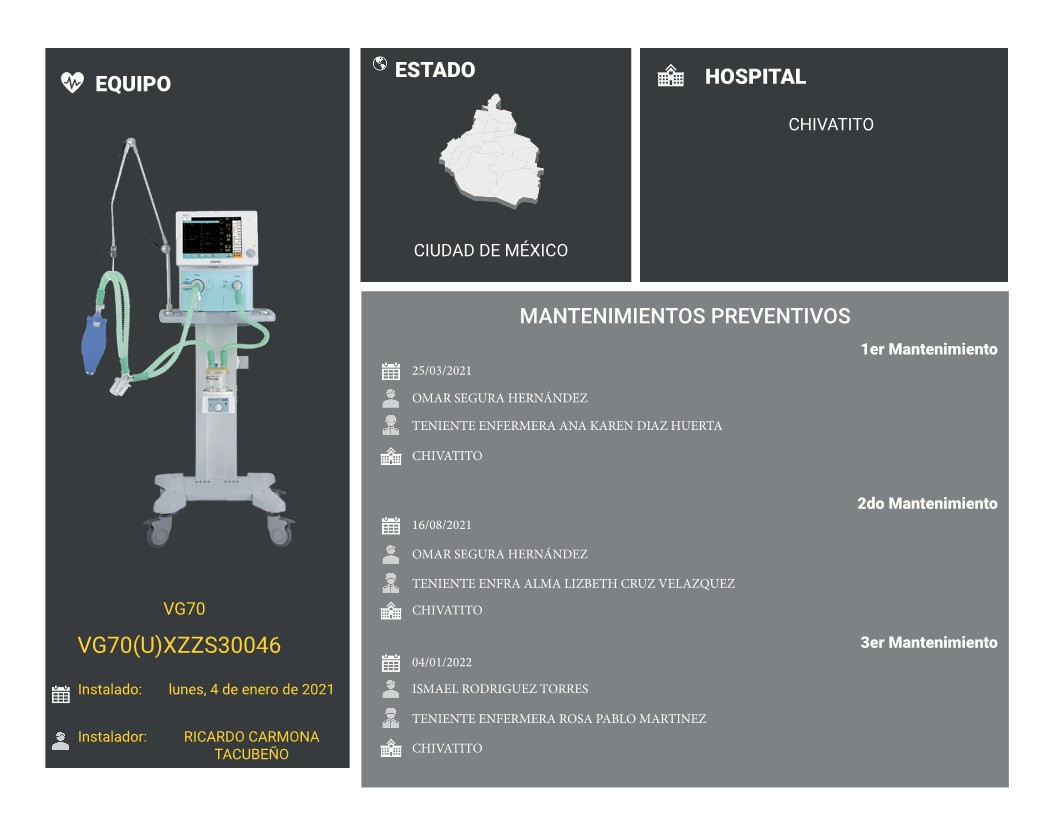 EQUIPO
VG70
VG70(U)XZZS30046
Instalado: lunes, 4 de enero de 2021
Instalador: RICARDO CARMONA
TACUBEÑO
ESTADO
CIUDAD DE MÉXICO
HOSPITAL
CHIVATITO
MANTENIMIENTOS PREVENTIVOS
1er Mantenimiento
25/03/2021
OMAR SEGURA HERNÁNDEZ
TENIENTE ENFERMERA ANA KAREN DIAZ HUERTA
CHIVATITO
2do Mantenimiento
16/08/2021
OMAR SEGURA HERNÁNDEZ
TENIENTE ENFRA ALMA LIZBETH CRUZ VELAZQUEZ
CHIVATITO
3er Mantenimiento
04/01/2022
ISMAEL RODRIGUEZ TORRES
TENIENTE ENFERMERA ROSA PABLO MARTINEZ
CHIVATITO